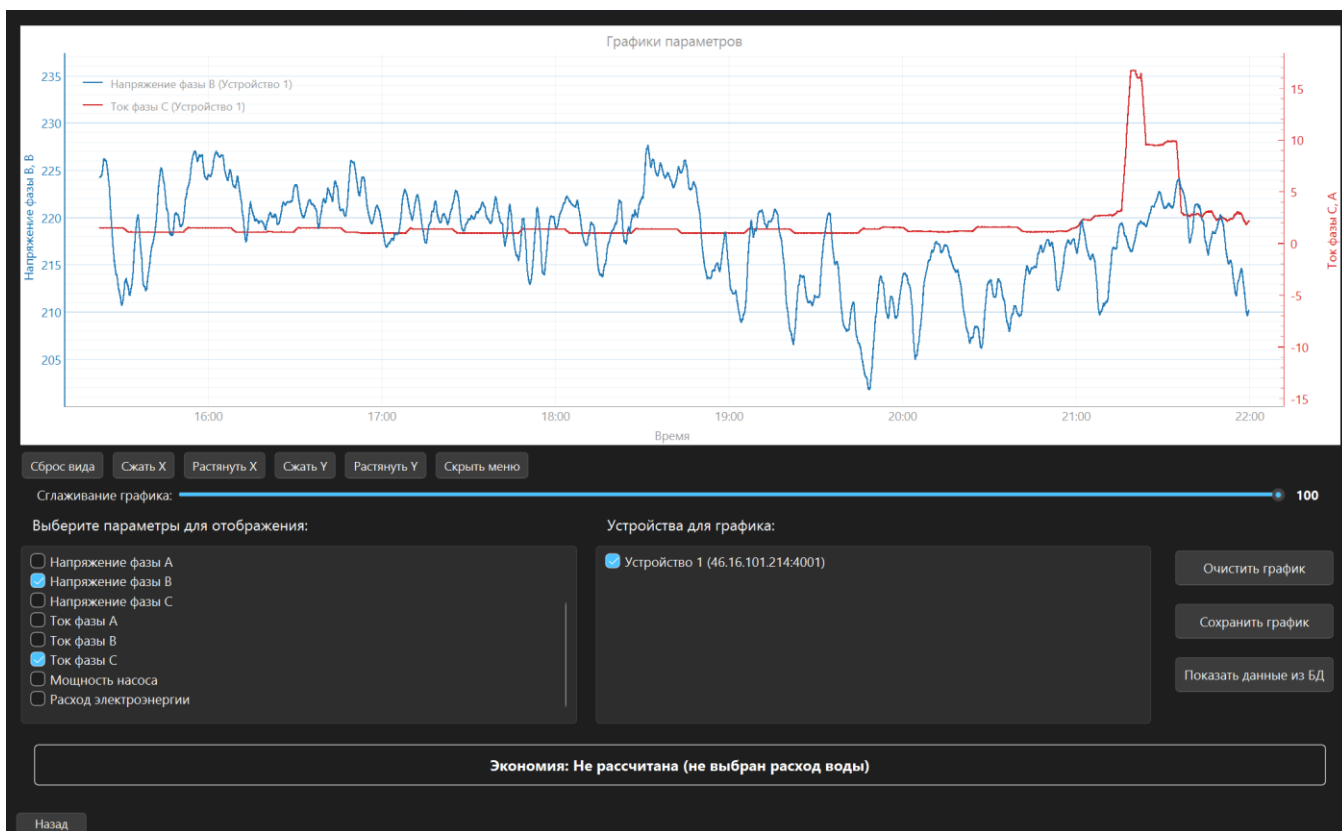 Графики параметров
Напряжение фазы B (Устройство 1)
Ток фазы C (Устройство 1)
Напряжение фазы B, В
235
230
225
220
215
210
205
15
10
5
0
-5
-10
-15
Ток фазы C, А
16:00 17:00 18:00 19:00 20:00 21:00 22:00
Время
Сброс вида Сжать X Растянуть X Сжать Y Растянуть Y Скрыть меню
Сглаживание графика: 100
Выберите параметры для отображения:
Напряжение фазы A
Напряжение фазы B
Напряжение фазы C
Ток фазы A
Ток фазы B
Ток фазы C
Мощность насоса
Расход электроэнергии
Устройства для графика:
Устройство 1 (46.16.101.214:4001)
Очистить график
Сохранить график
Показать данные из БД
Экономия: Не рассчитана (не выбран расход воды)
Назад